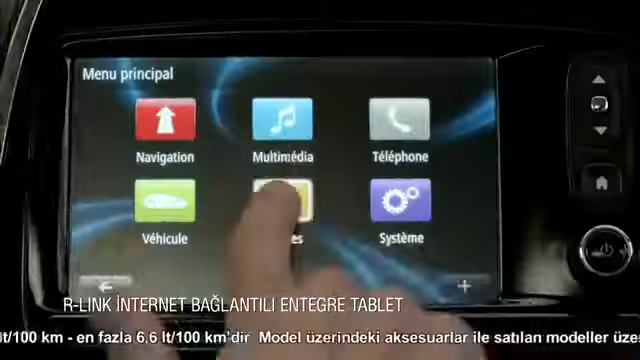 Menu principal
Navigation
Multimédia
Téléphone
Véhicule
Système
R-LINK İNTERNET BAĞLANTILI ENTEGRE TABLET
lt/100 km - en fazla 6.6 lt/100 km'dir Model üzerindeki aksesuarlar ile satılan modeller üze